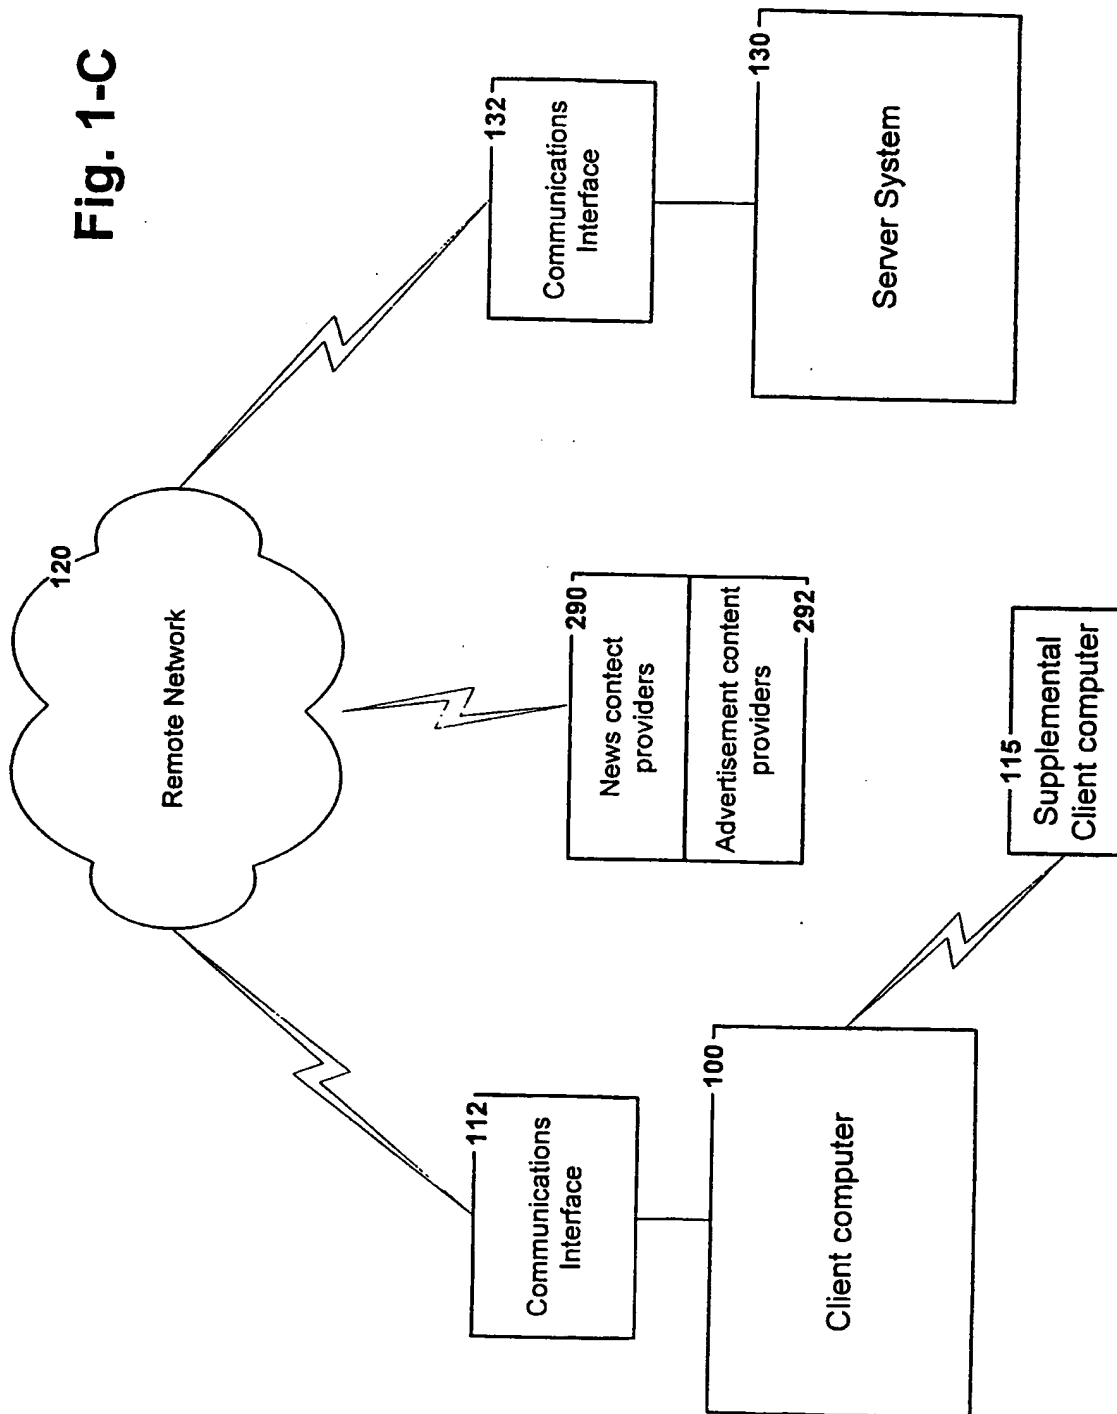 Fig. 1-C
120
Remote Network
112
Communications
Interface
290
News contect
providers
Advertisement content
providers
292
132
Communications
Interface
100
Client computer
115
Supplemental
Client computer
130
Server System